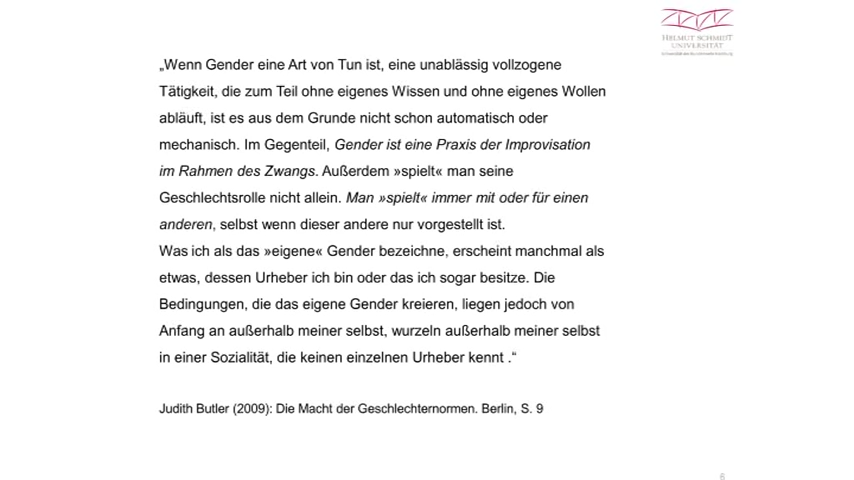 HELMUT SCHMIDT
UNIVERSITÄT
„Wenn Gender eine Art von Tun ist, eine unablässig vollzogene
Tätigkeit, die zum Teil ohne eigenes Wissen und ohne eigenes Wollen
abläuft, ist es aus dem Grunde nicht schon automatisch oder
mechanisch. Im Gegenteil, Gender ist eine Praxis der Improvisation
im Rahmen des Zwangs. Außerdem »spielt« man seine
Geschlechtsrolle nicht allein. Man »spielt« immer mit oder für einen
anderen, selbst wenn dieser andere nur vorgestellt ist.
Was ich als das »eigene« Gender bezeichne, erscheint manchmal als
etwas, dessen Urheber ich bin oder das ich sogar besitze. Die
Bedingungen, die das eigene Gender kreieren, liegen jedoch von
Anfang an außerhalb meiner selbst, wurzeln außerhalb meiner selbst
in einer Sozialität, die keinen einzelnen Urheber kennt .“
Judith Butler (2009): Die Macht der Geschlechternormen. Berlin, S. 9
6